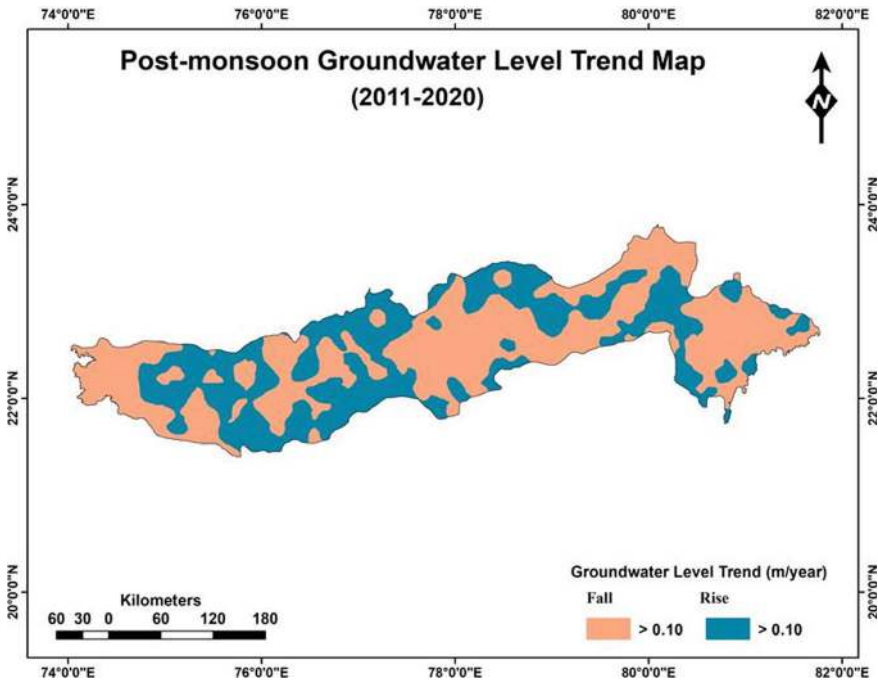 74°0'0"E 76°0'0"E 78°0'0"E 80°0'0"E 82°0'0"E
Post-monsoon Groundwater Level Trend Map
(2011-2020)
N
24°0'0"N 24°0'0"N
22°0'0"N 22°0'0"N
20°0'0"N 20°0'0"N
Groundwater Level Trend (m/year)
Fall Rise
> 0.10 > 0.10
Kilometers
60 30 0 60 120 180
74°0'0"E 76°0'0"E 78°0'0"E 80°0'0"E 82°0'0"E